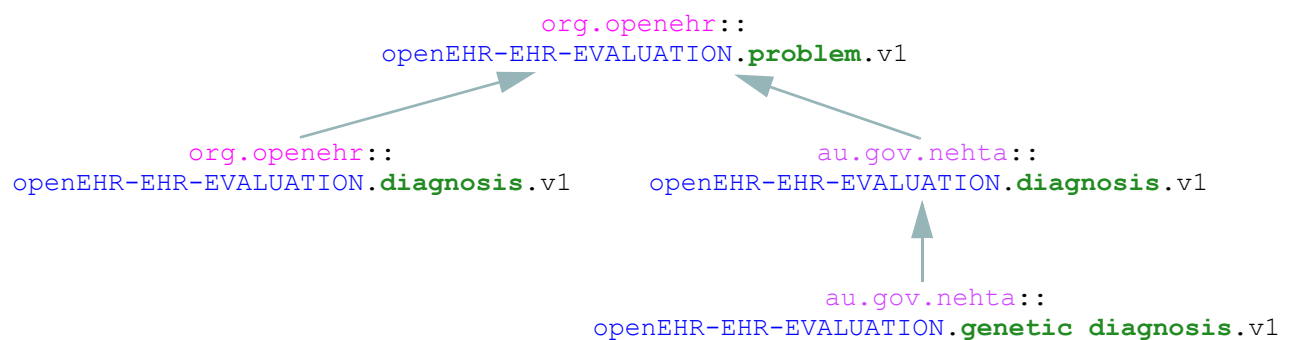 org.openehr::
openEHR-EHR-EVALUATION.problem.v1
org.openehr::
openEHR-EHR-EVALUATION.diagnosis.v1
au.gov.nehta::
openEHR-EHR-EVALUATION.diagnosis.v1
au.gov.nehta::
openEHR-EHR-EVALUATION.genetic diagnosis.v1